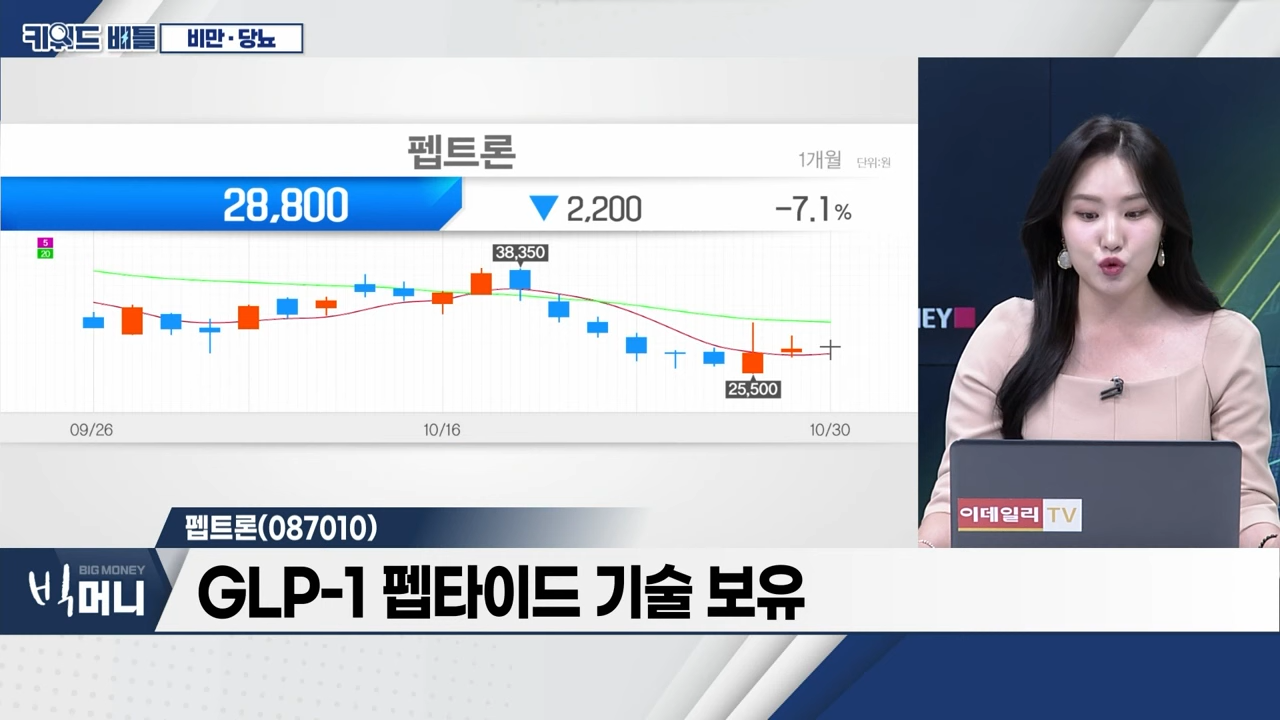 키워드 배틀 비만·당뇨
펩트론
1개월 단위:원
28,800 ▼ 2,200 -7.1%
5
20
38,350
25,500
09/26 10/16 10/30
EY
이데일리TV
펩트론(087010)
빅머니 BIG MONEY
GLP-1 펩타이드 기술 보유